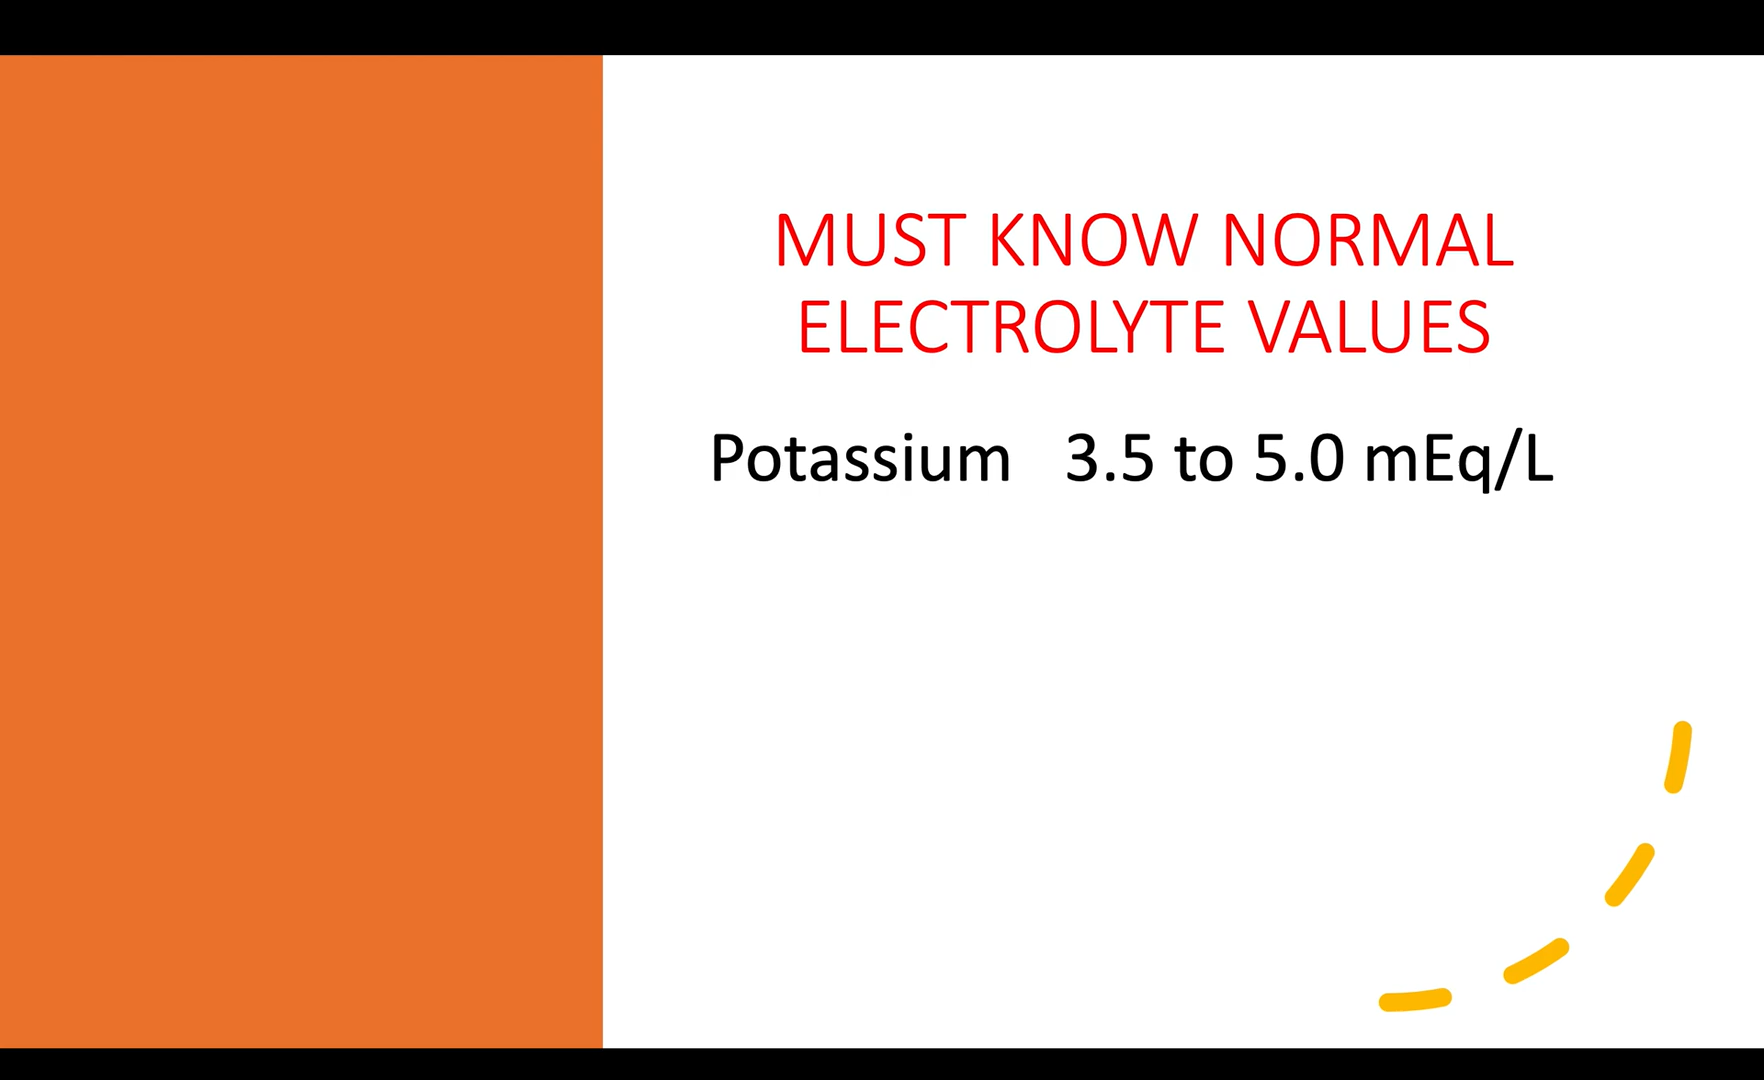 MUST KNOW NORMAL
ELECTROLYTE VALUES
Potassium 3.5 to 5.0 mEq/L